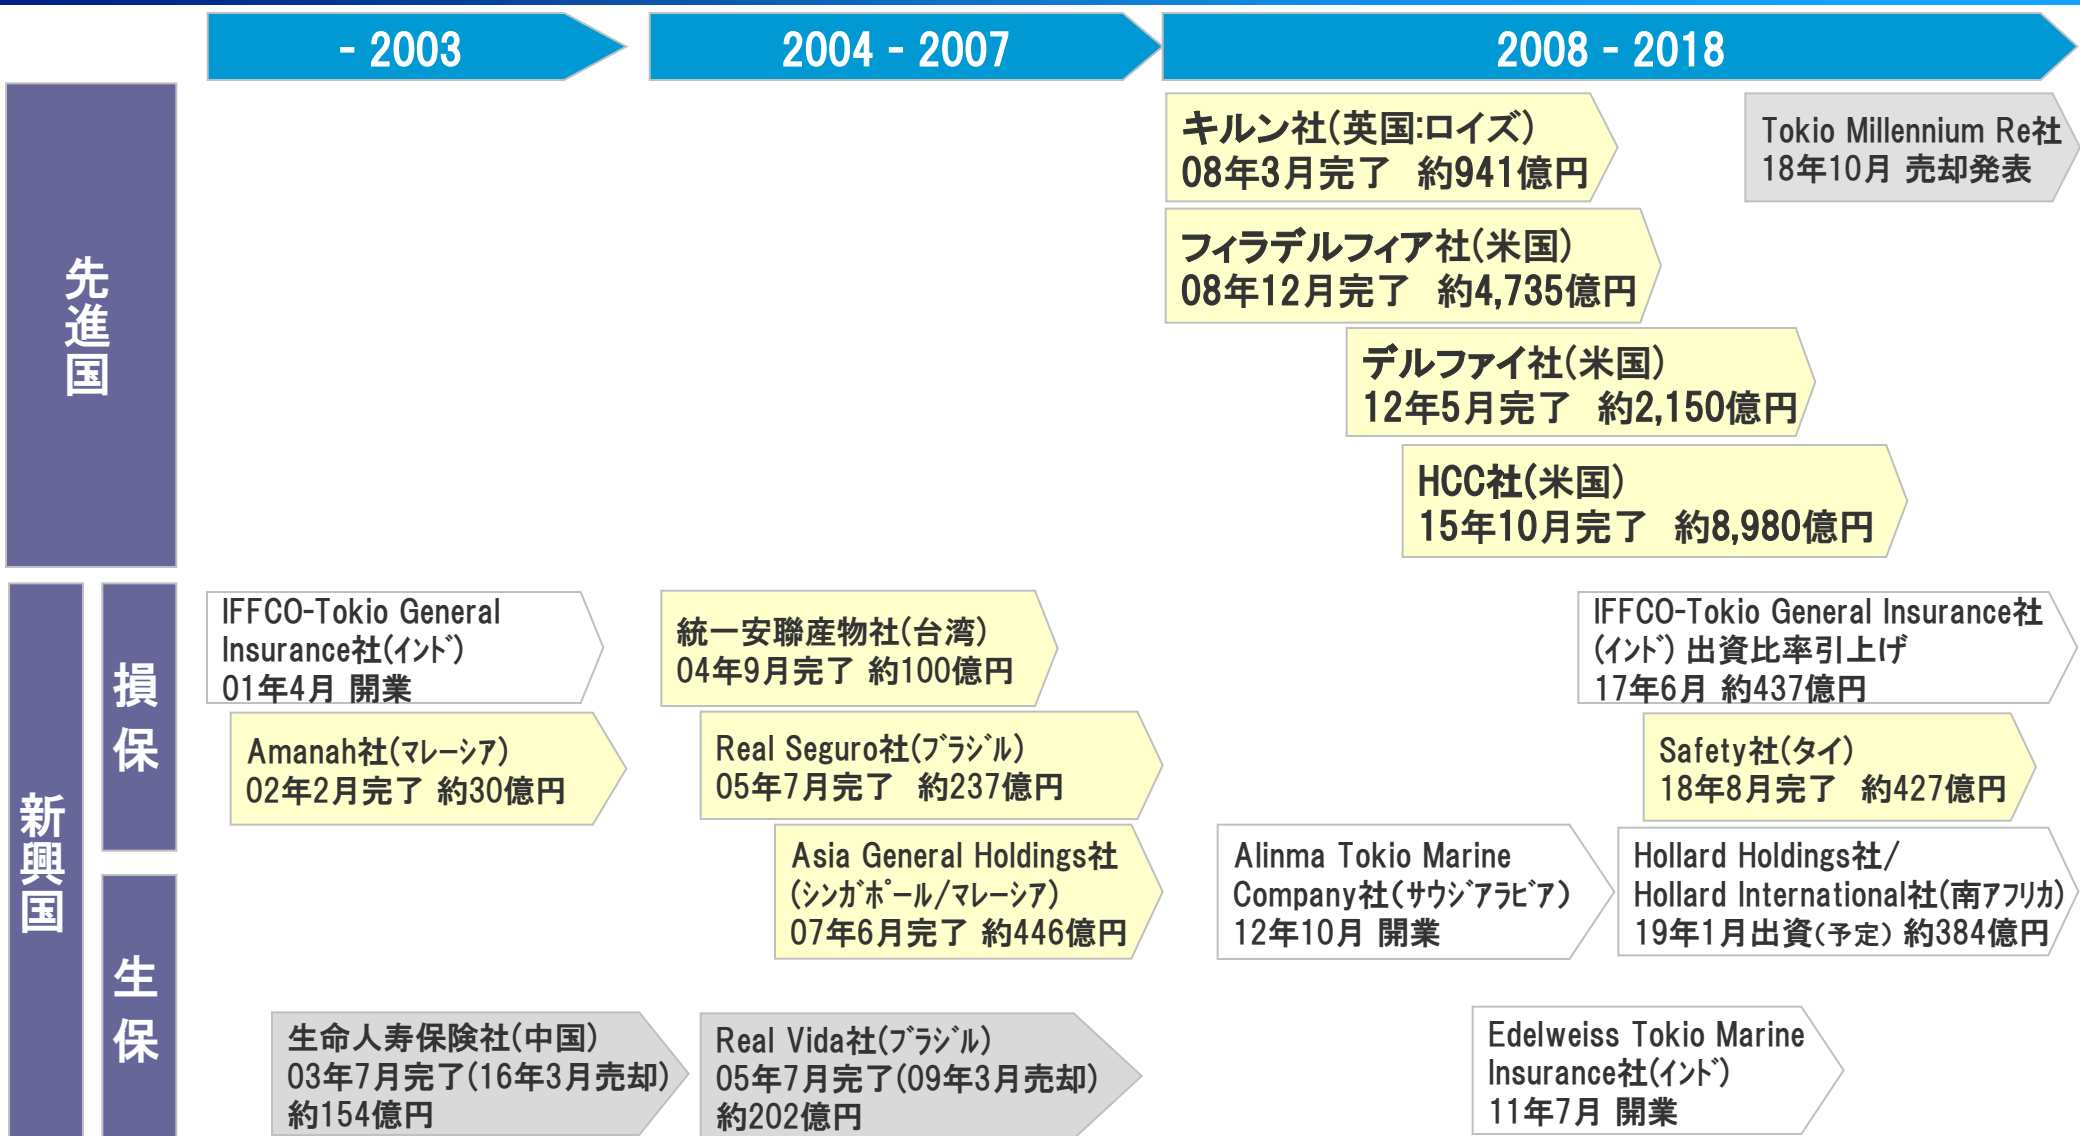 - 2003
2004 - 2007
2008 - 2018
先進国
キルン社(英国:ロイズ)
08年3月完了 約941億円
Tokio Millennium Re社
18年10月 売却発表
フィラデルフィア社(米国)
08年12月完了 約4,735億円
デルファイ社(米国)
12年5月完了 約2,150億円
HCC社(米国)
15年10月完了 約8,980億円
新興国
損保
IFFCO-Tokio General
Insurance社(ｲﾝﾄﾞ)
01年4月 開業
Amanah社(ﾏﾚｰｼｱ)
02年2月完了 約30億円
統一安聯産物社(台湾)
04年9月完了 約100億円
Real Seguro社(ﾌﾞﾗｼﾞﾙ)
05年7月完了 約237億円
Asia General Holdings社
(ｼﾝｶﾞﾎﾟｰﾙ/ﾏﾚｰｼｱ)
07年6月完了 約446億円
IFFCO-Tokio General Insurance社
(ｲﾝﾄﾞ) 出資比率引上げ
17年6月 約437億円
Safety社(タイ)
18年8月完了 約427億円
Alinma Tokio Marine
Company社(ｻｳｼﾞｱﾗﾋﾞｱ)
12年10月 開業
Hollard Holdings社/
Hollard International社(南ｱﾌﾘｶ)
19年1月出資(予定) 約384億円
生保
生命人寿保険社(中国)
03年7月完了(16年3月売却)
約154億円
Real Vida社(ﾌﾞﾗｼﾞﾙ)
05年7月完了(09年3月売却)
約202億円
Edelweiss Tokio Marine
Insurance社(ｲﾝﾄﾞ)
11年7月 開業